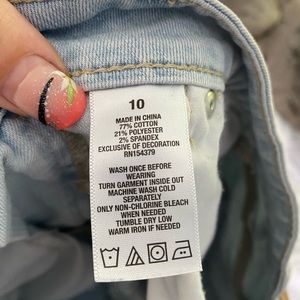 10
MADE IN CHINA
77% COTTON
21% POLYESTER
2% SPANDEX
EXCLUSIVE OF DECORATION
RN154379
WASH ONCE BEFORE
WEARING
TURN GARMENT INSIDE OUT
MACHINE WASH COLD
SEPARATELY
ONLY NON-CHLORINE BLEACH
WHEN NEEDED
TUMBLE DRY LOW
WARM IRON IF NEEDED